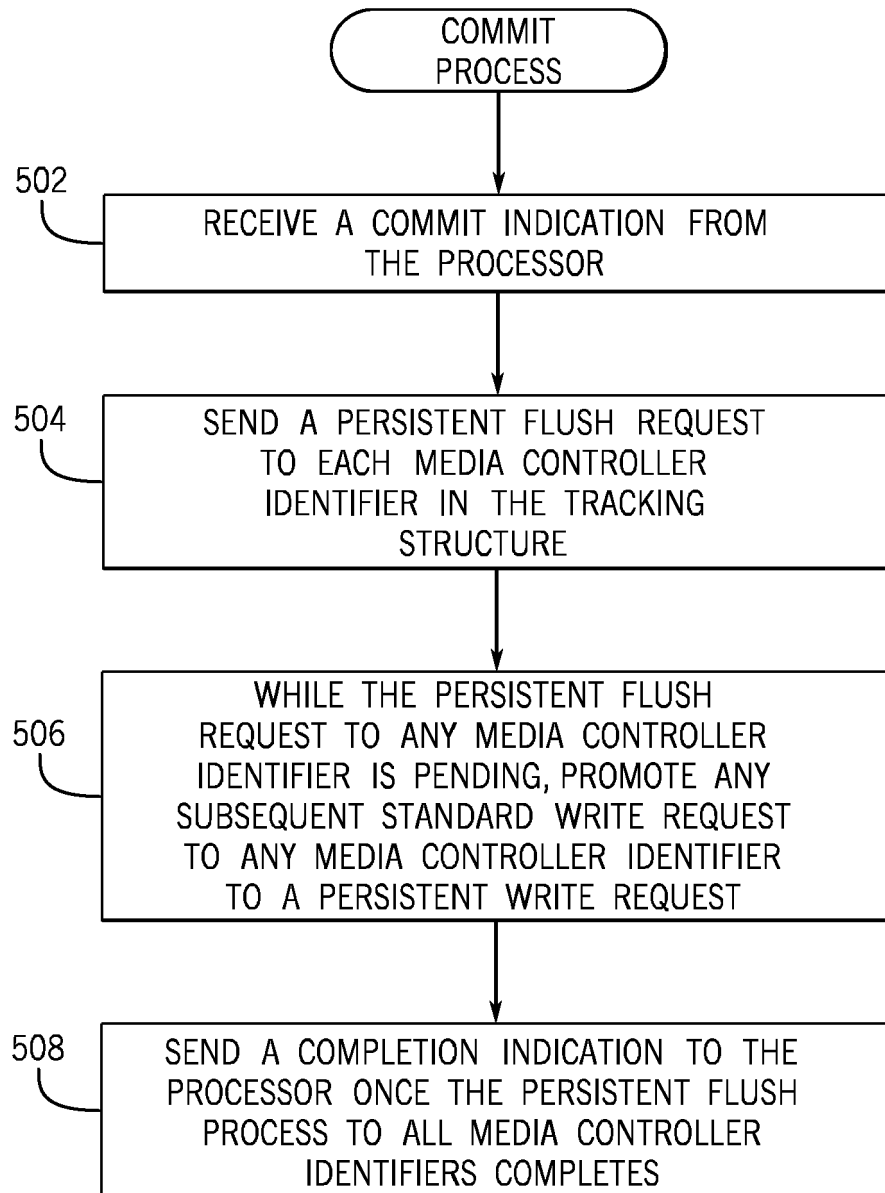 COMMIT
PROCESS
502
RECEIVE A COMMIT INDICATION FROM
THE PROCESSOR
504
SEND A PERSISTENT FLUSH REQUEST
TO EACH MEDIA CONTROLLER
IDENTIFIER IN THE TRACKING
STRUCTURE
506
WHILE THE PERSISTENT FLUSH
REQUEST TO ANY MEDIA CONTROLLER
IDENTIFIER IS PENDING, PROMOTE ANY
SUBSEQUENT STANDARD WRITE REQUEST
TO ANY MEDIA CONTROLLER IDENTIFIER
TO A PERSISTENT WRITE REQUEST
508
SEND A COMPLETION INDICATION TO THE
PROCESSOR ONCE THE PERSISTENT FLUSH
PROCESS TO ALL MEDIA CONTROLLER
IDENTIFIERS COMPLETES